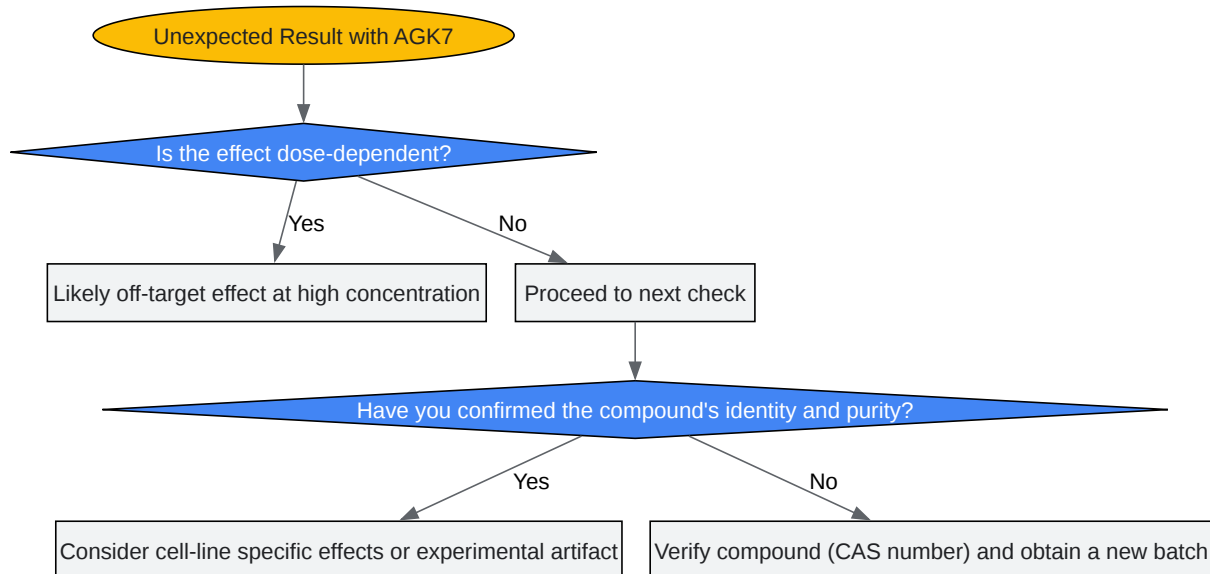 Unexpected Result with AGK7
Is the effect dose-dependent?
Yes
No
Likely off-target effect at high concentration
Proceed to next check
Have you confirmed the compound's identity and purity?
Yes
No
Consider cell-line specific effects or experimental artifact
Verify compound (CAS number) and obtain a new batch